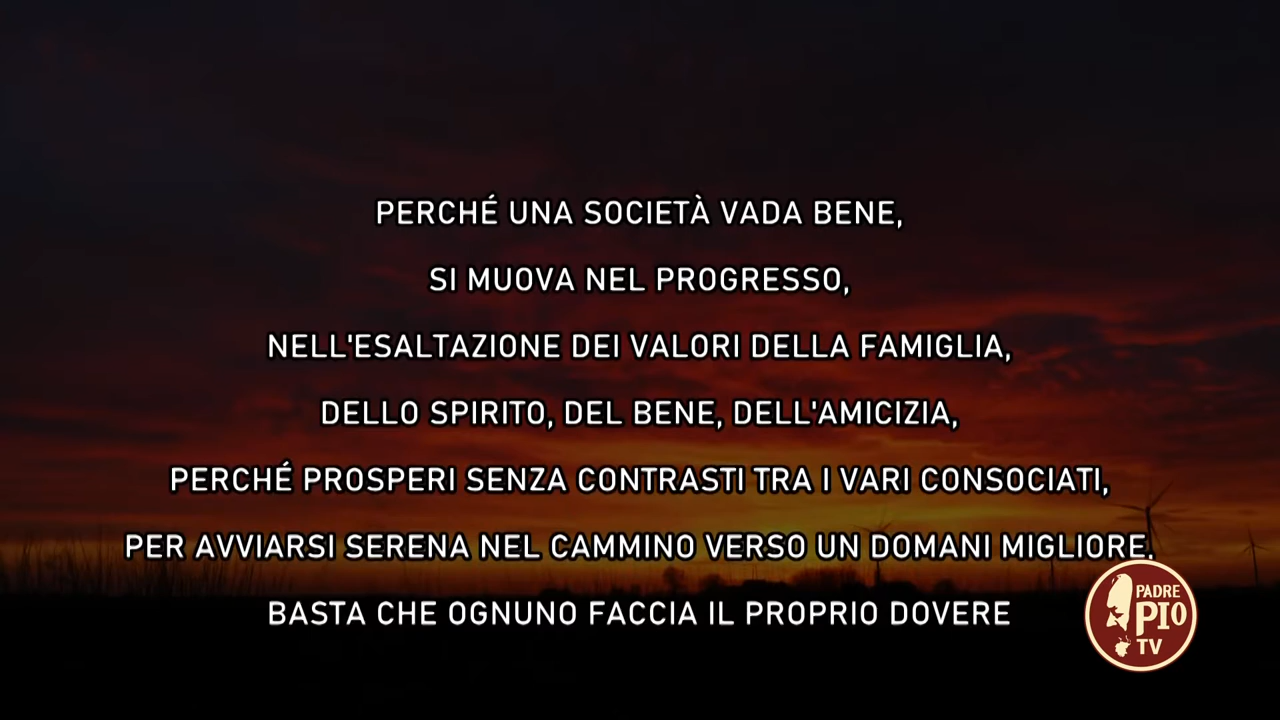 PERCHÉ UNA SOCIETÀ VADA BENE,
SI MUOVA NEL PROGRESSO,
NELL'ESALTAZIONE DEI VALORI DELLA FAMIGLIA,
DELLO SPIRITO, DEL BENE, DELL'AMICIZIA,
PERCHÉ PROSPERI SENZA CONTRASTI TRA I VARI CONSOCIATI,
PER AVVIARSI SERENA NEL CAMMINO VERSO UN DOMANI MIGLIORE.
BASTA CHE OGNUNO FACCIA IL PROPRIO DOVERE
PADRE
PIO
TV